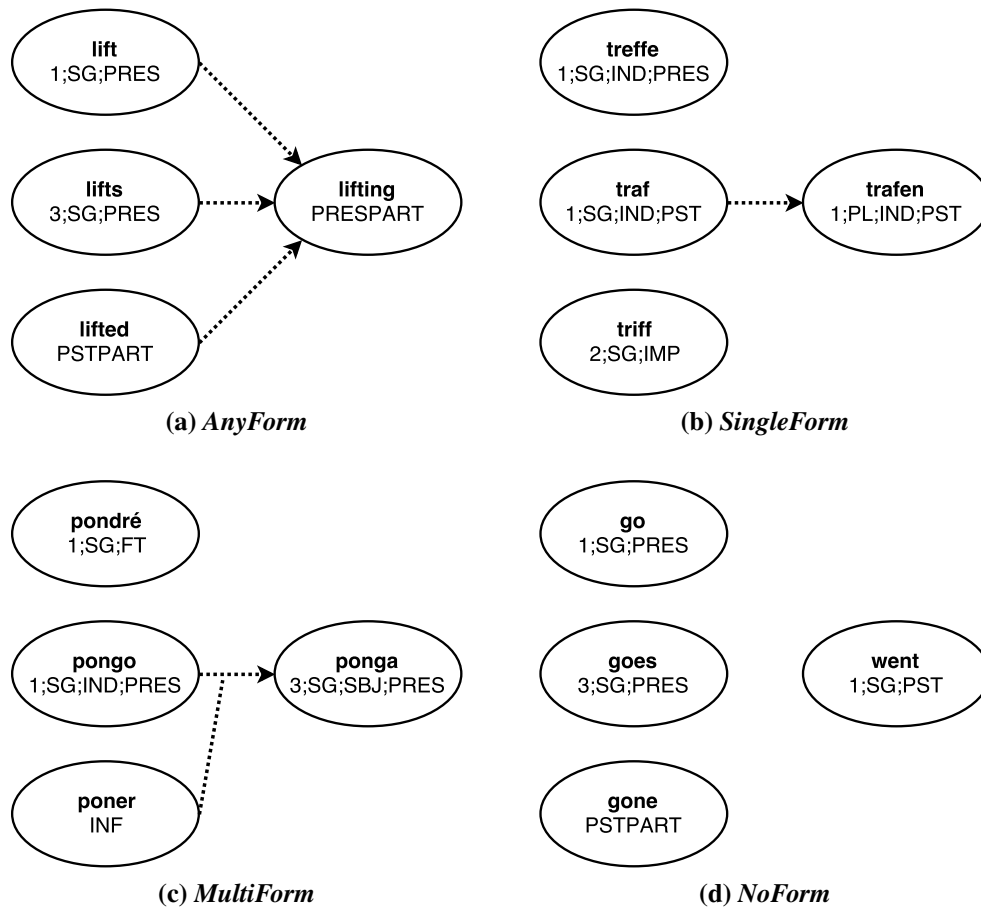 lift
1;SG;PRES
lifts
3;SG;PRES
lifting
PRESPART
lifted
PSTPART
(a) AnyForm
treffe
1;SG;IND;PRES
traf
1;SG;IND;PST
trafen
1;PL;IND;PST
triff
2;SG;IMP
(b) SingleForm
pondré
1;SG;FT
pongo
1;SG;IND;PRES
ponga
3;SG;SBJ;PRES
poner
INF
(c) MultiForm
go
1;SG;PRES
goes
3;SG;PRES
went
1;SG;PST
gone
PSTPART
(d) NoForm